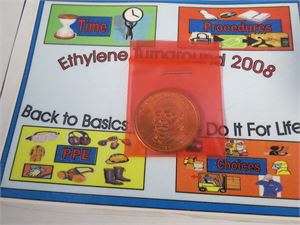 Time
Procedures
Ethylene Turnaround 2008
Back to Basics
Do It For Life
PPE
Choices